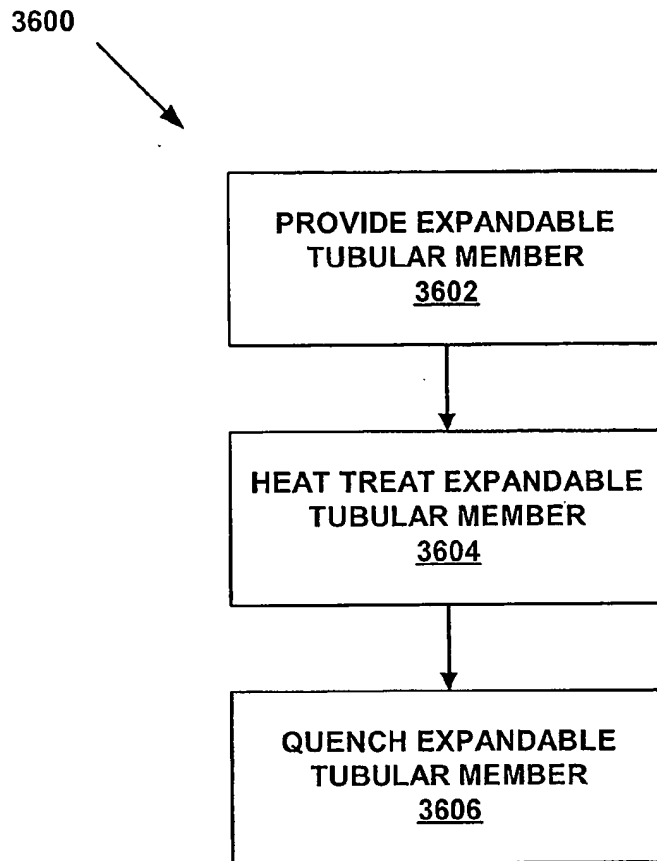 3600
PROVIDE EXPANDABLE
TUBULAR MEMBER
3602
HEAT TREAT EXPANDABLE
TUBULAR MEMBER
3604
QUENCH EXPANDABLE
TUBULAR MEMBER
3606